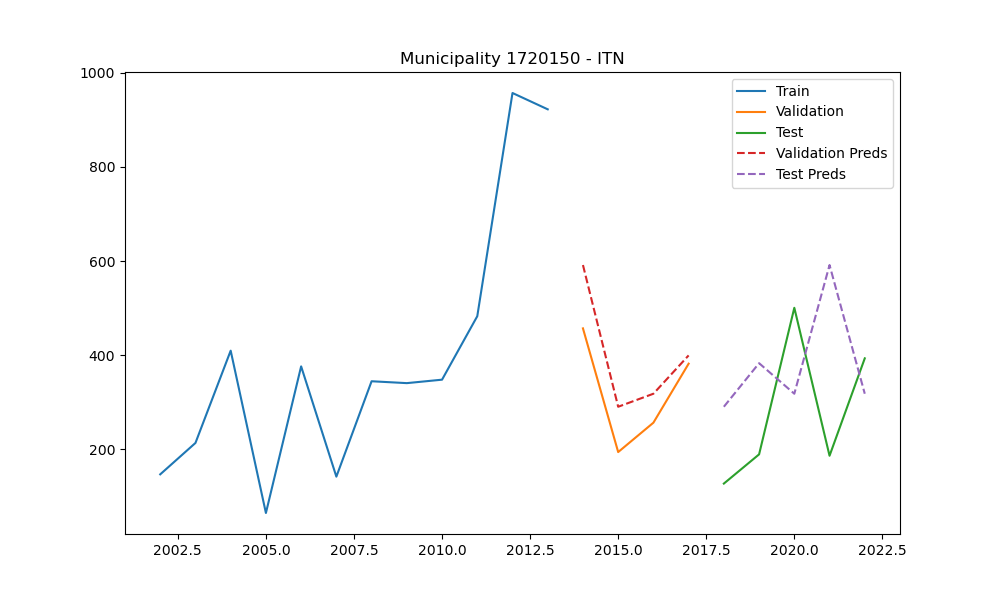 Municipality 1720150 - ITN
1000
800
600
400
200
2002.5 2005.0 2007.5 2010.0 2012.5 2015.0 2017.5 2020.0 2022.5
Train
Validation
Test
Validation Preds
Test Preds